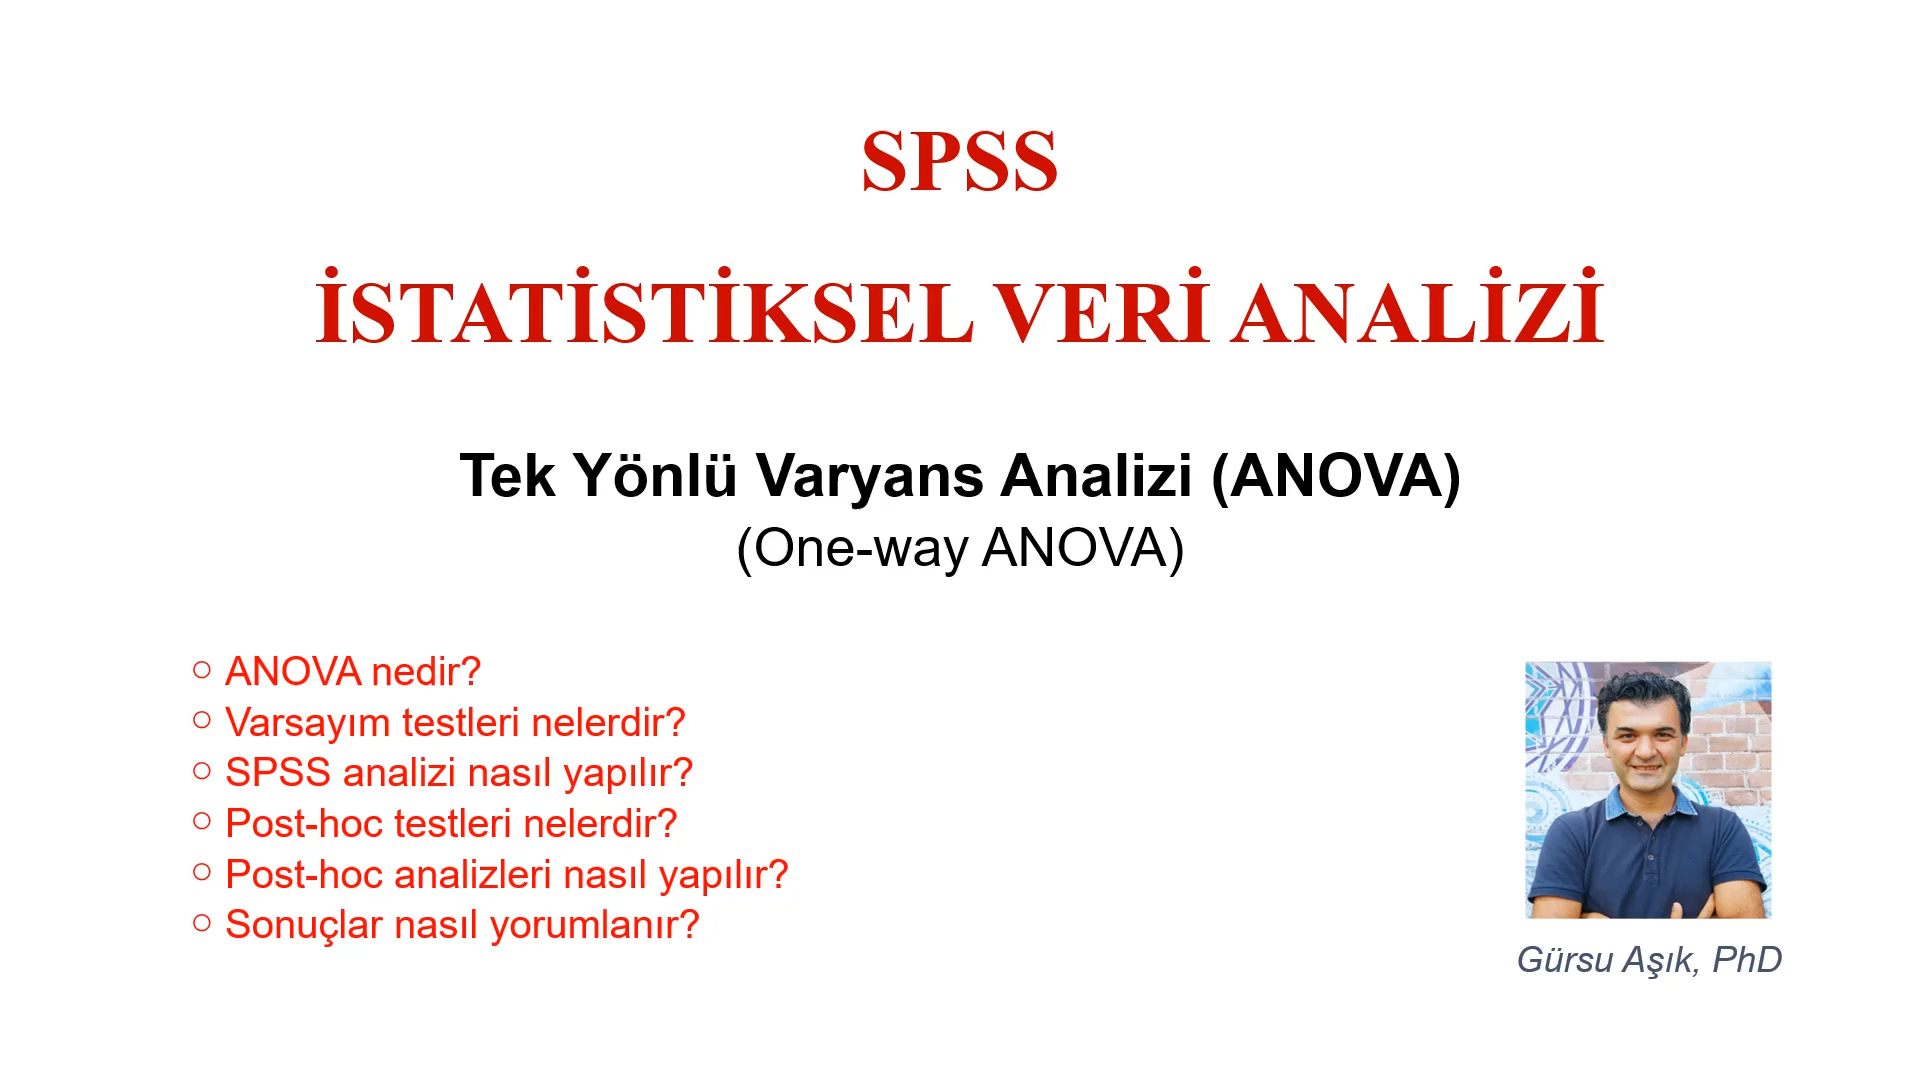 SPSS
İSTATİSTİKSEL VERİ ANALİZİ
Tek Yönlü Varyans Analizi (ANOVA)
(One-way ANOVA)
○ ANOVA nedir?
○ Varsayım testleri nelerdir?
○ SPSS analizi nasıl yapılır?
○ Post-hoc testleri nelerdir?
○ Post-hoc analizleri nasıl yapılır?
○ Sonuçlar nasıl yorumlanır?
Gürsu Aşık, PhD